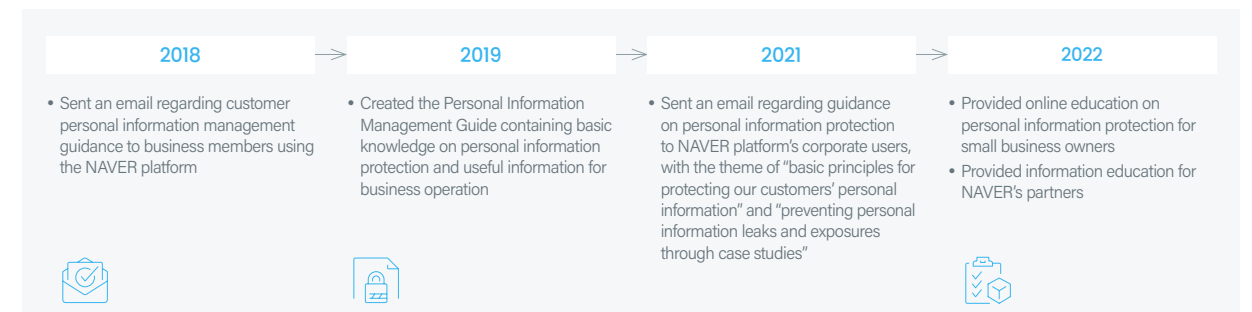 2018
• Sent an email regarding customer
personal information management
guidance to business members using
the NAVER platform
2019
• Created the Personal Information
Management Guide containing basic
knowledge on personal information
protection and useful information for
business operation
2021
• Sent an email regarding guidance
on personal information protection
to NAVER platform’s corporate users,
with the theme of “basic principles for
protecting our customers’ personal
information” and “preventing personal
information leaks and exposures
through case studies”
2022
• Provided online education on
personal information protection for
small business owners
• Provided information education for
NAVER’s partners